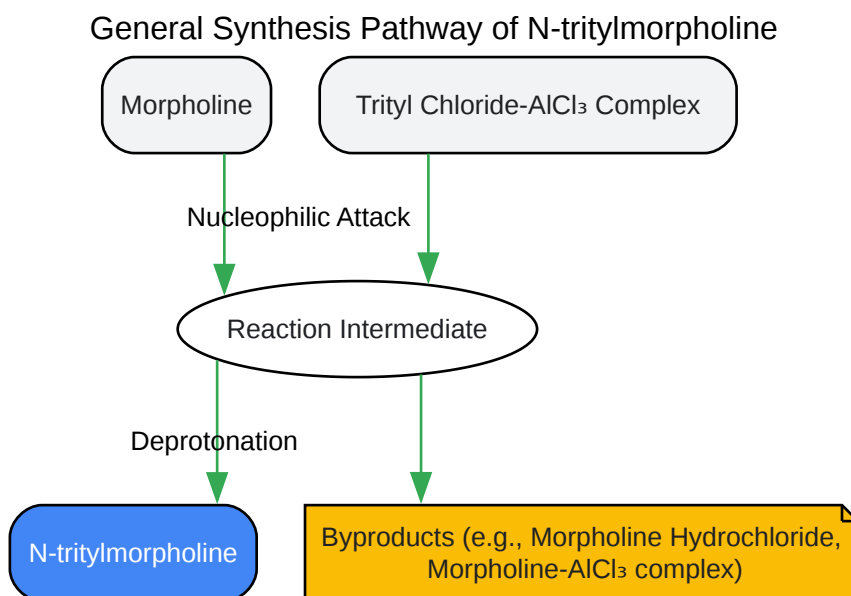 General Synthesis Pathway of N-tritylmorpholine
Morpholine
Trityl Chloride-AlCl₃ Complex
Nucleophilic Attack
Reaction Intermediate
Deprotonation
N-tritylmorpholine
Byproducts (e.g., Morpholine Hydrochloride,
Morpholine-AlCl₃ complex)